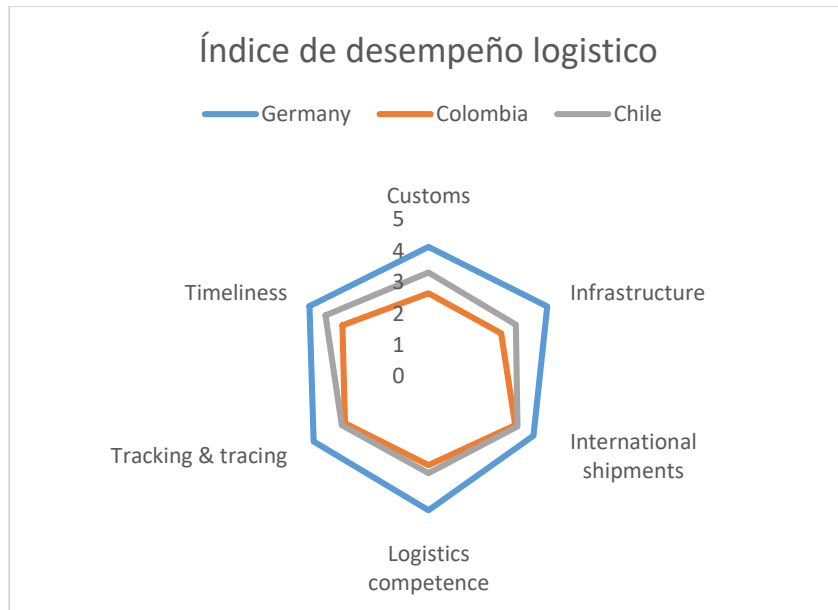 Índice de desempeño logistico
Germany Colombia Chile
Customs
5
4
3
2
1
0
Timeliness
Infrastructure
Tracking & tracing
International
shipments
Logistics
competence